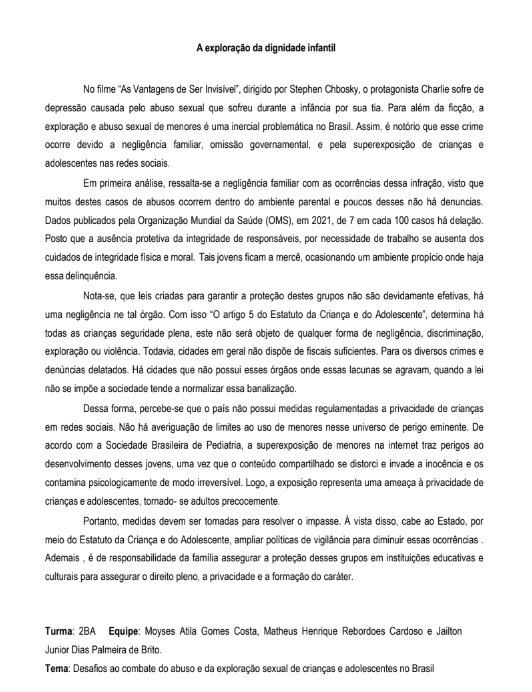 A exploração da dignidade infantil
No filme “As Vantagens de Ser Invisível”, dirigido por Stephen Chbosky, o protagonista Charlie sofre de
depressão causada pelo abuso sexual que sofreu durante a infância por sua tia. Para além da ficção, a
exploração e abuso sexual de menores é uma inercial problemática no Brasil. Assim, é notório que esse crime
ocorre devido a negligência familiar, omissão governamental, e pela superexposição de crianças e
adolescentes nas redes sociais.
Em primeira análise, ressalta-se a negligência familiar com as ocorrências dessa infração, visto que
muitos destes casos de abusos ocorrem dentro do ambiente parental e poucos desses não há denuncias.
Dados publicados pela Organização Mundial da Saúde (OMS), em 2021, de 7 em cada 100 casos há delação.
Posto que a ausência protetiva da integridade de responsáveis, por necessidade de trabalho se ausenta dos
cuidados de integridade física e moral. Tais jovens ficam a mercê, ocasionando um ambiente propício onde haja
essa delinquência.
Nota-se, que leis criadas para garantir a proteção destes grupos não são devidamente efetivas, há
uma negligência ne tal órgão. Com isso “O artigo 5 do Estatuto da Criança e do Adolescente”, determina há
todas as crianças seguridade plena, este não será objeto de qualquer forma de negligência, discriminação,
exploração ou violência. Todavia, cidades em geral não dispõe de fiscais suficientes. Para os diversos crimes e
denúncias delatados. Há cidades que não possui esses órgãos onde essas lacunas se agravam, quando a lei
não se impõe a sociedade tende a normalizar essa banalização.
Dessa forma, percebe-se que o país não possui medidas regulamentadas a privacidade de crianças
em redes sociais. Não há averiguação de limites ao uso de menores nesse universo de perigo eminente. De
acordo com a Sociedade Brasileira de Pediatria, a superexposição de menores na internet traz perigos ao
desenvolvimento desses jovens, uma vez que o conteúdo compartilhado se distorci e invade a inocência e os
contamina psicologicamente de modo irreversível. Logo, a exposição representa uma ameaça à privacidade de
crianças e adolescentes, tornado- se adultos precocemente.
Portanto, medidas devem ser tomadas para resolver o impasse. Á vista disso, cabe ao Estado, por
meio do Estatuto da Criança e do Adolescente, ampliar políticas de vigilância para diminuir essas ocorrências .
Ademais , é de responsabilidade da família assegurar a proteção desses grupos em instituições educativas e
culturais para assegurar o direito pleno, a privacidade e a formação do caráter.
Turma: 2BA Equipe: Moyses Atila Gomes Costa, Matheus Henrique Rebordoes Cardoso e Jailton
Junior Dias Palmeira de Brito.
Tema: Desafios ao combate do abuso e da exploração sexual de crianças e adolescentes no Brasil